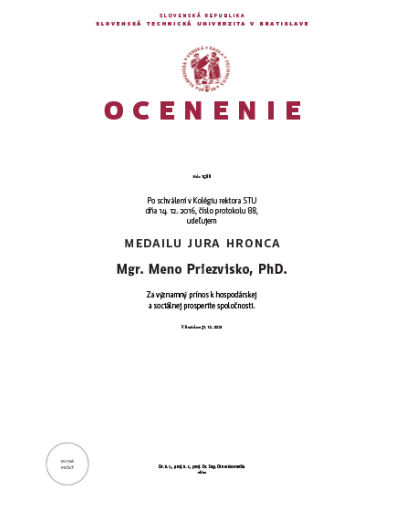 SLOVENSKÁ REPUBLIKA
SLOVENSKÁ TECHNICKÁ UNIVERZITA V BRATISLAVE
OCENENIE
Po schválení v Kolégiu rektora STU
dňa 14. 12. 2016, číslo protokolu 88,
udeľujem
MEDAILU JURA HRONCA
Mgr. Meno Priezvisko, PhD.
Za významný prínos k hospodárskej
a sociálnej prosperite spoločnosti.